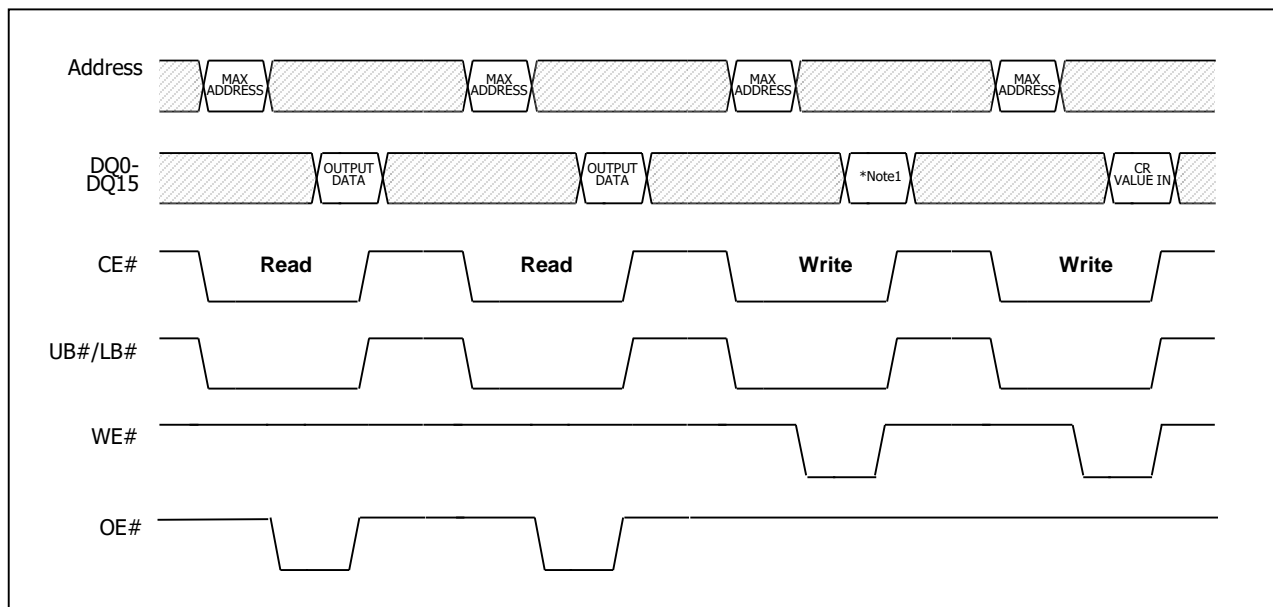 Address
MAX
ADDRESS
MAX
ADDRESS
MAX
ADDRESS
MAX
ADDRESS
DQ0-
DQ15
OUTPUT
DATA
OUTPUT
DATA
*Note1
CR
VALUE IN
CE#
Read
Read
Write
Write
UB#/LB#
WE#
OE#